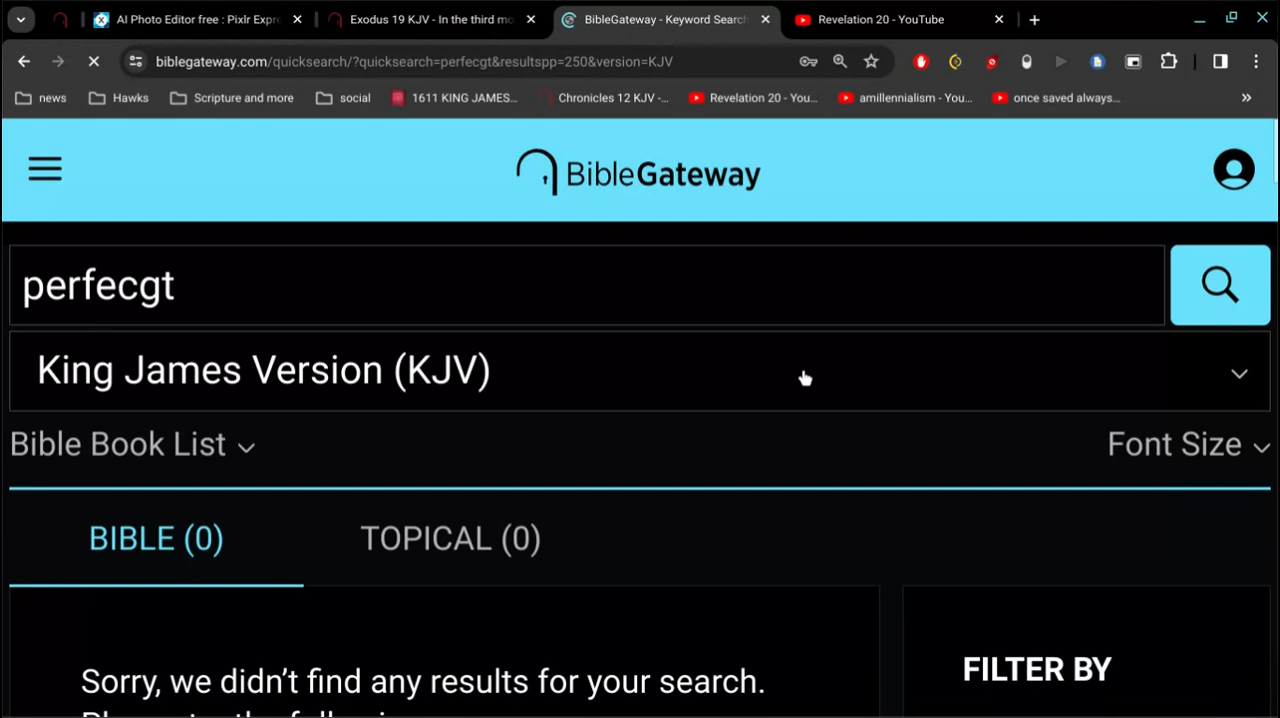 AI Photo Editor free : Pixlr Expre
Exodus 19 KJV - In the third mo
BibleGateway - Keyword Search
Revelation 20 - YouTube
biblegateway.com/quicksearch/?quicksearch=perfecgt&resultspp=250&version=KJV
news
Hawks
Scripture and more
social
1611 KING JAMES...
Chronicles 12 KJV -...
Revelation 20 - You...
amillennialism - You...
once saved always...
BibleGateway
perfecgt
King James Version (KJV)
Bible Book List
Font Size
BIBLE (0)
TOPICAL (0)
Sorry, we didn't find any results for your search.
FILTER BY